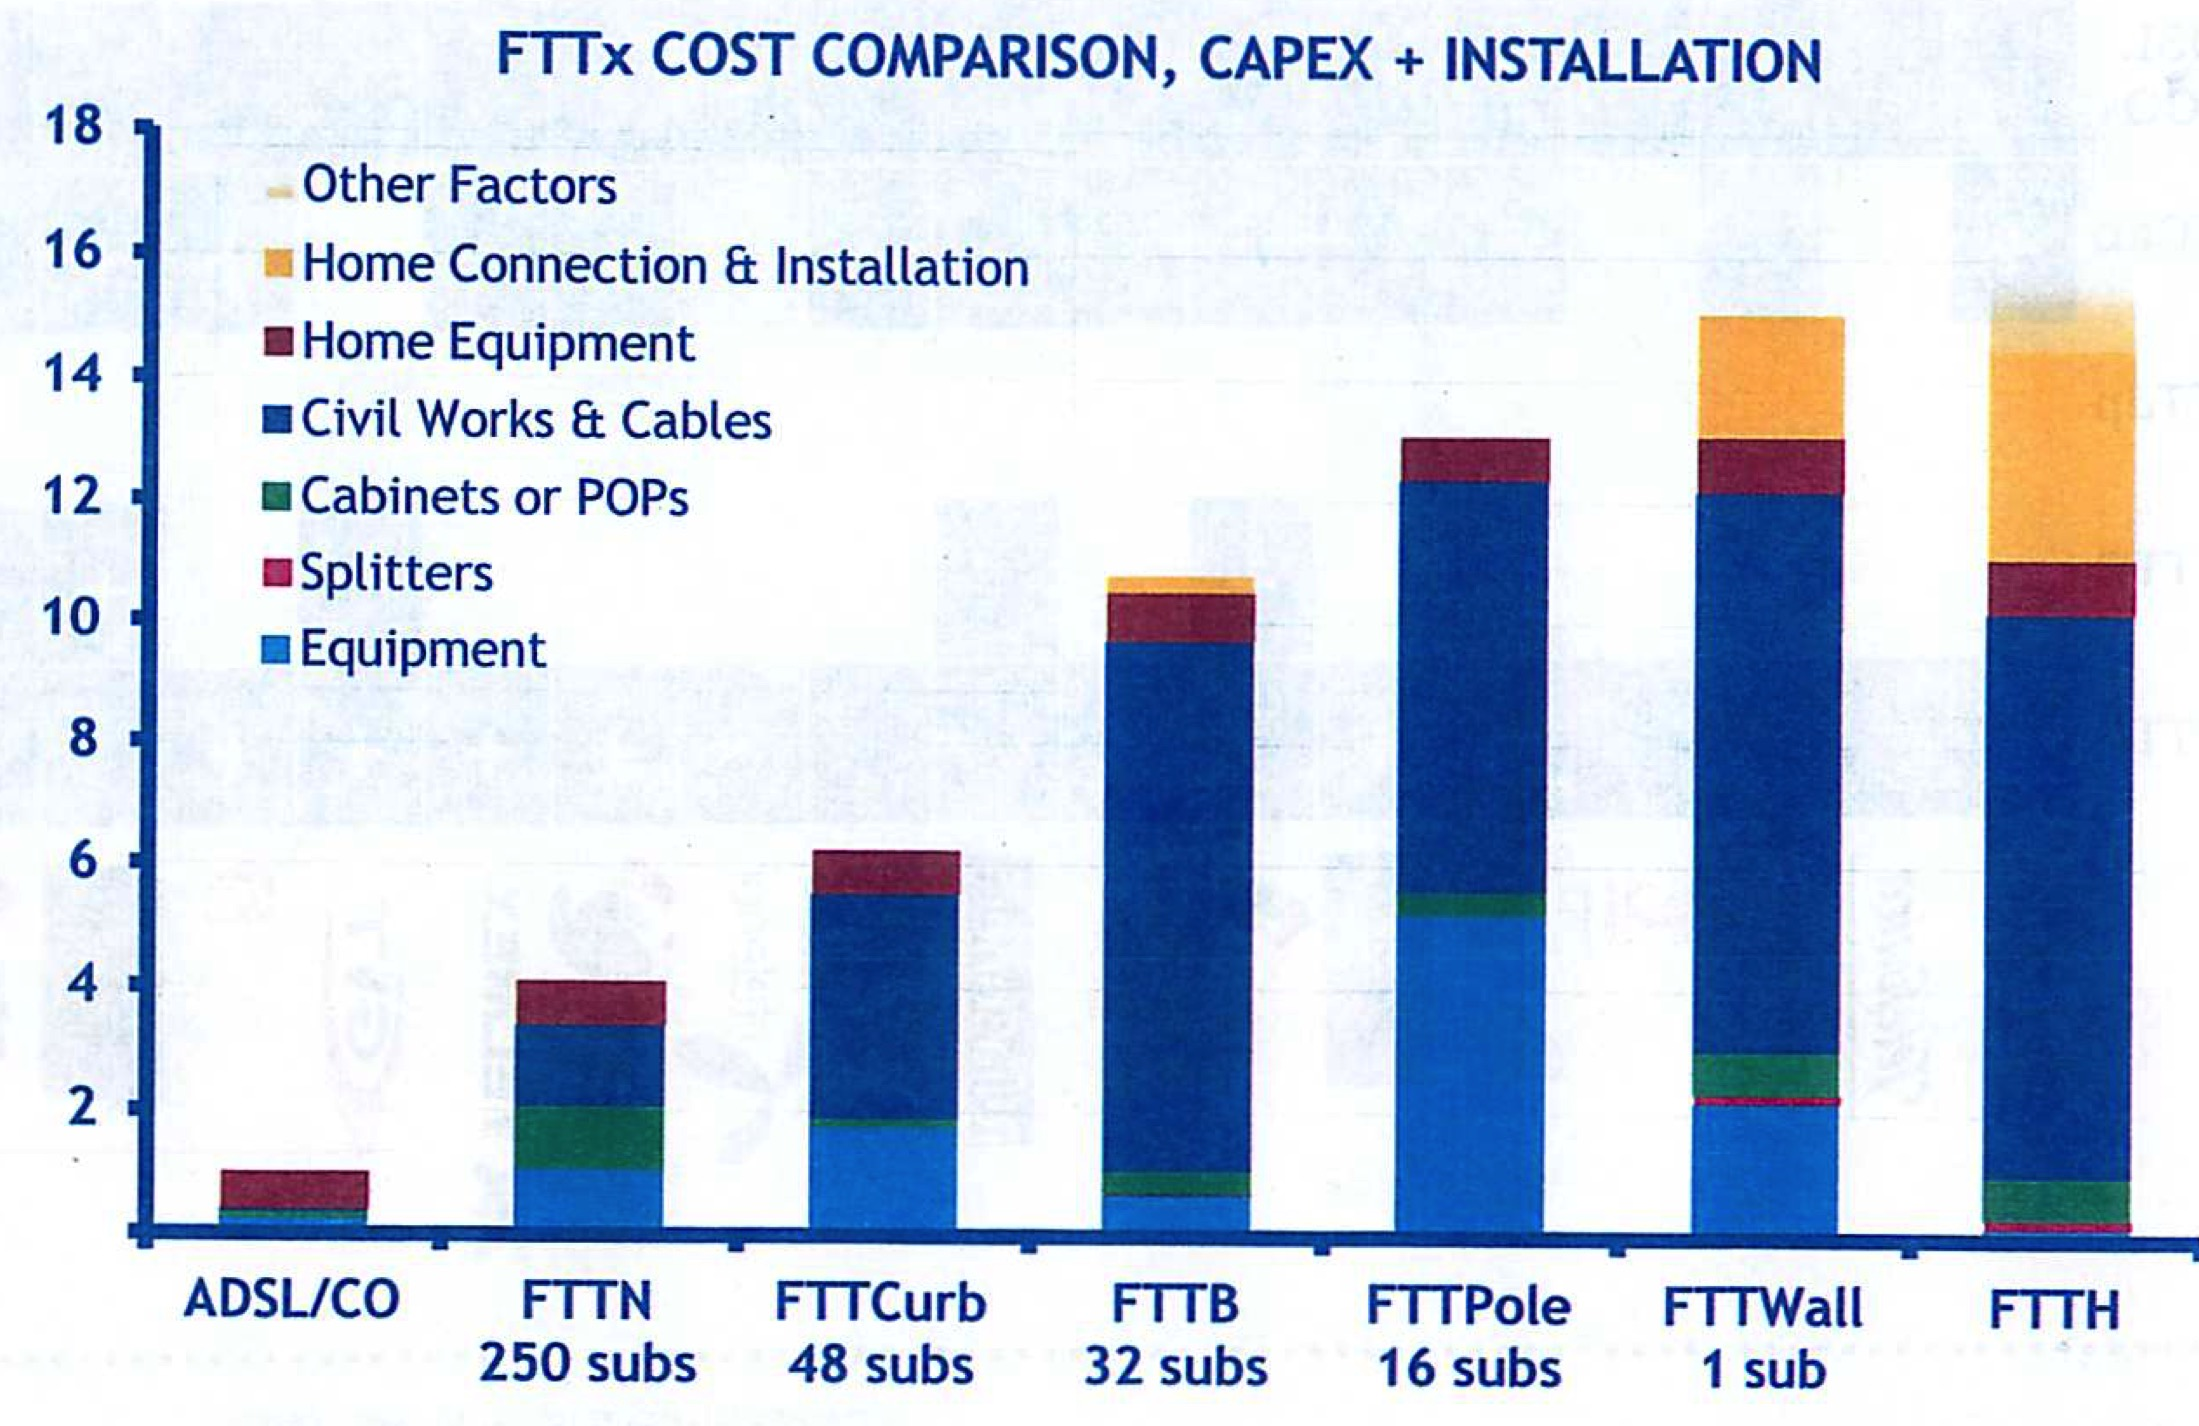 FTTx COST COMPARISON, CAPEX + INSTALLATION
18
16
14
12
10
8
6
4
2
Other Factors
Home Connection & Installation
Home Equipment
Civil Works & Cables
Cabinets or POPs
Splitters
Equipment
ADSL/CO
FTTN
250 subs
FTTCurb
48 subs
FTTB
32 subs
FTTPole
16 subs
FTTWall
1 sub
FTTH